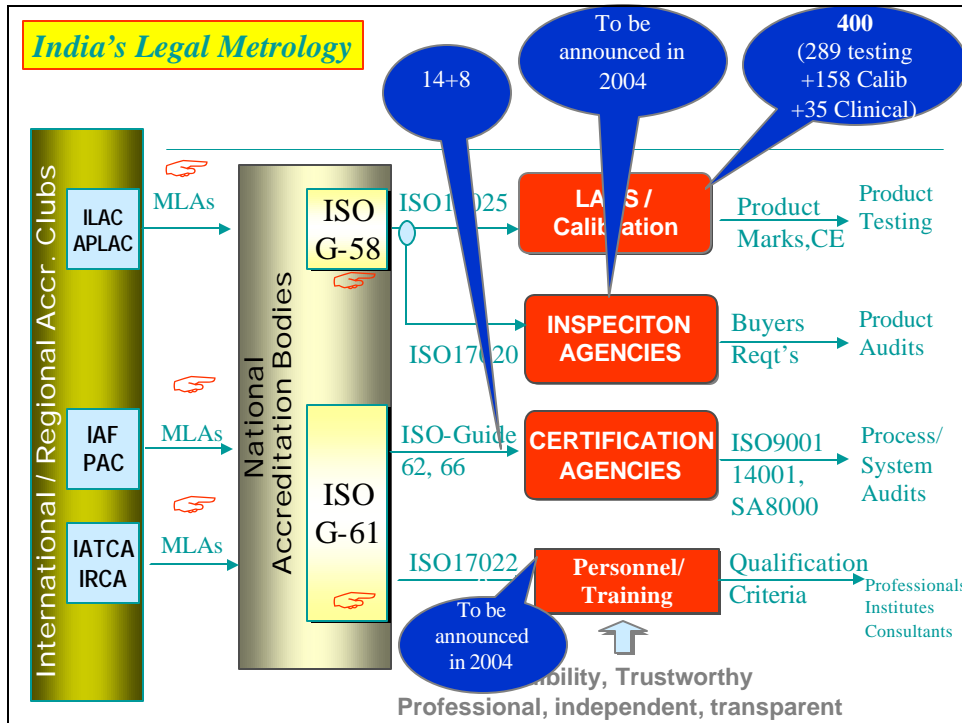 India's Legal Metrology
14+8
To be
announced in
2004
400
(289 testing
+158 Calib
+35 Clinical)
International / Regional Accr. Clubs
ILAC
APLAC
MLAs
National
Accreditation Bodies
ISO
G-58
Calibration
Product
Marks,CE
Product
Testing
INSPECITON
AGENCIES
Buyers
Reqt's
Product
Audits
IAF
PAC
MLAs
ISO-Guide
62, 66
CERTIFICATION
AGENCIES
ISO9001
14001,
SA8000
Process/
System
Audits
IATCA
IRCA
MLAs
ISO
G-61
ISO17022
Personnel/
Training
Qualification
Criteria
Professionals
Institutes
Consultants
To be
announced
in 2004
Trustworthy
Professional, independent, transparent